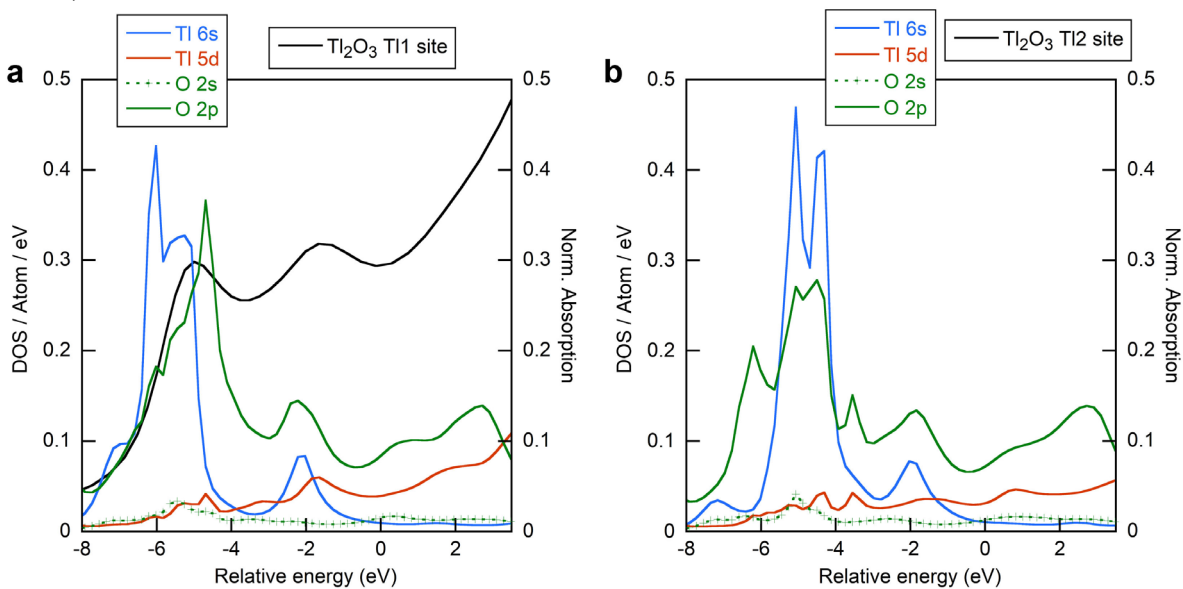 Tl 6s
Tl 5d
O 2s
O 2p
Tl₂O₃ Tl1 site
a
0.5
0.4
0.3
0.2
0.1
0
DOS / Atom / eV
0.5
0.4
0.3
0.2
0.1
0
Norm. Absorption
-8
-6
-4
-2
0
2
Relative energy (eV)
Tl 6s
Tl 5d
O 2s
O 2p
Tl₂O₃ Tl2 site
b
0.5
0.4
0.3
0.2
0.1
0
DOS / Atom / eV
0.5
0.4
0.3
0.2
0.1
0
Norm. Absorption
-8
-6
-4
-2
0
2
Relative energy (eV)